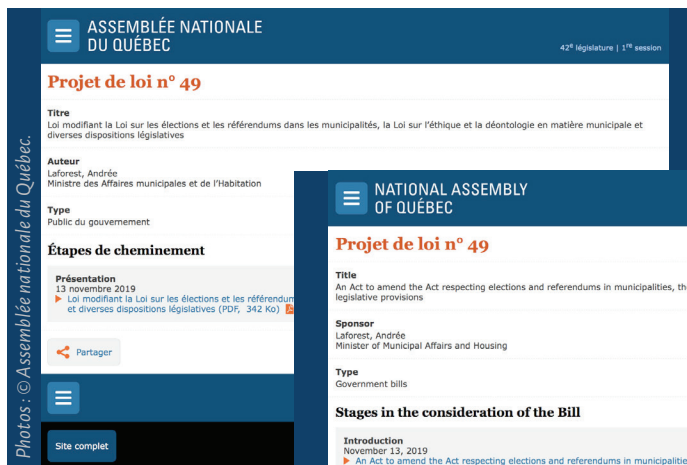 ASSEMBLÉE NATIONALE
DU QUÉBEC
42e législature | 1re session
Projet de loi n° 49
Titre
Loi modifiant la Loi sur les élections et les référendums dans les municipalités, la Loi sur l'éthique et la déontologie en matière municipale et
diverses dispositions législatives
Auteur
Laforest, Andrée
Ministre des Affaires municipales et de l'Habitation
Type
Public du gouvernement
Étapes de cheminement
Présentation
13 novembre 2019
Loi modifiant la Loi sur les élections et les référendum
et diverses dispositions législatives (PDF, 342 Ko)
Partager
Site complet
NATIONAL ASSEMBLY
OF QUÉBEC
Projet de loi n° 49
Title
An Act to amend the Act respecting elections and referendums in municipalities, th
legislative provisions
Sponsor
Laforest, Andrée
Minister of Municipal Affairs and Housing
Type
Government bills
Stages in the consideration of the Bill
Introduction
November 13, 2019
An Act to amend the Act respecting elections and referendums in municipalitie
Photos : © Assemblée nationale du Québec.